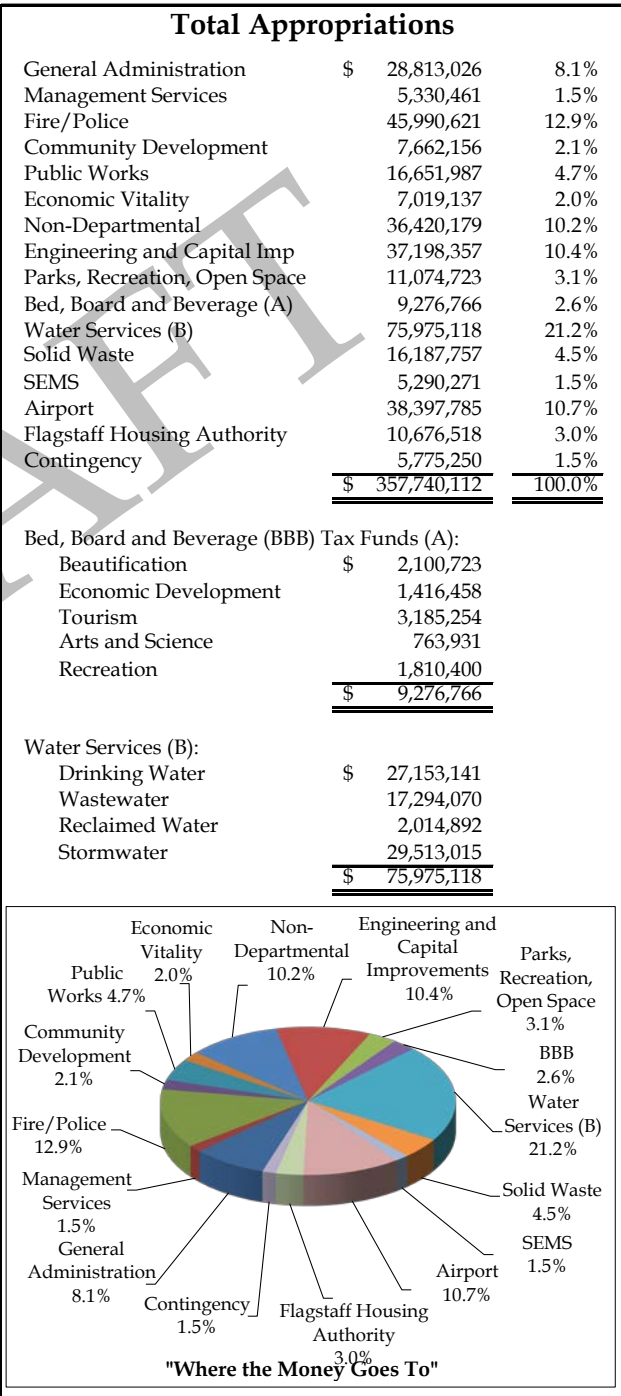 Total Appropriations
General Administration $ 28,813,026 8.1%
Management Services 5,330,461 1.5%
Fire/Police 45,990,621 12.9%
Community Development 7,662,156 2.1%
Public Works 16,651,987 4.7%
Economic Vitality 7,019,137 2.0%
Non-Departmental 36,420,179 10.2%
Engineering and Capital Imp 37,198,357 10.4%
Parks, Recreation, Open Space 11,074,723 3.1%
Bed, Board and Beverage (A) 9,276,766 2.6%
Water Services (B) 75,975,118 21.2%
Solid Waste 16,187,757 4.5%
SEMS 5,290,271 1.5%
Airport 38,397,785 10.7%
Flagstaff Housing Authority 10,676,518 3.0%
Contingency 5,775,250 1.5%
$ 357,740,112 100.0%
Bed, Board and Beverage (BBB) Tax Funds (A):
Beautification $ 2,100,723
Economic Development 1,416,458
Tourism 3,185,254
Arts and Science 763,931
Recreation 1,810,400
$ 9,276,766
Water Services (B):
Drinking Water $ 27,153,141
Wastewater 17,294,070
Reclaimed Water 2,014,892
Stormwater 29,513,015
$ 75,975,118
Economic
Vitality
2.0%
Non-
Departmental
10.2%
Engineering and
Capital
Improvements
10.4%
Parks,
Recreation,
Open Space
3.1%
BBB
2.6%
Water
Services (B)
21.2%
Solid Waste
4.5%
SEMS
1.5%
Airport
10.7%
Flagstaff Housing
Authority
3.0%
Contingency
1.5%
General
Administration
8.1%
Management
Services
1.5%
Fire/Police
12.9%
Community
Development
2.1%
Public
Works 4.7%
"Where the Money Goes To"
AFT